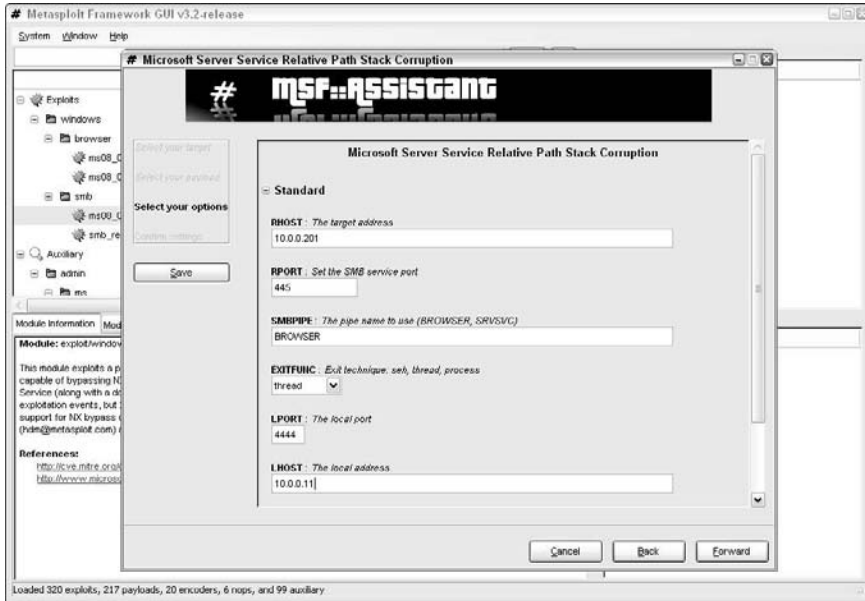 # Metasploit Framework GUI v3.2-release
System Window Help
# Microsoft Server Service Relative Path Stack Corruption
# msf::Assistant
Exploits
windows
browser
ms08_0
ms08_0
smb
ms08_0
smb_re
Auxiliary
admin
ms
Select your target
Select your payload
Select your options
Confirm settings
Save
Microsoft Server Service Relative Path Stack Corruption
Standard
RHOST : The target address
10.0.0.201
RPORT : Set the SMB service port
445
SMBPIPE : The pipe name to use (BROWSER, SRVSVC)
BROWSER
EXITFUNC : Exit technique: seh, thread, process
thread
LPORT : The local port
4444
LHOST : The local address
10.0.0.11
Cancel Back Forward
Module Information Mod
Module: exploit/window
This module exploits a p
capable of bypassing NX
Service (along with a do
exploitation events, but
support for NX bypass
(hdm@metasploit.com)
References:
http://cve.mitre.org/
http://www.microso
Loaded 320 exploits, 217 payloads, 20 encoders, 6 nops, and 99 auxiliary